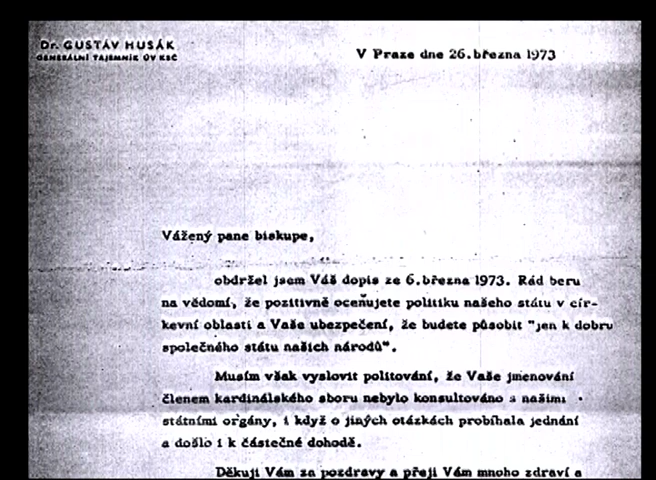 Dr. GUSTÁV HUSÁK
GENERÁLNÍ TAJEMNÍK ÚV KSČ
V Praze dne 26.března 1973
Vážený pane biskupe,
obdržel jsem Váš dopis ze 6.března 1973. Rád beru
na vědomí, že pozitivně oceňujete politiku našeho státu v cír-
kevní oblasti a Vaše ubezpečení, že budete působit "jen k dobru
společného státu našich národů".
Musím však vyslovit politování, že Vaše jmenování
členem kardinálského sboru nebylo konsultováno s našimi
státními orgány, i když o jiných otázkách probíhala jednání
a došlo i k částečné dohodě.
Děkuji Vám za pozdravy a přeji Vám mnoho zdraví a